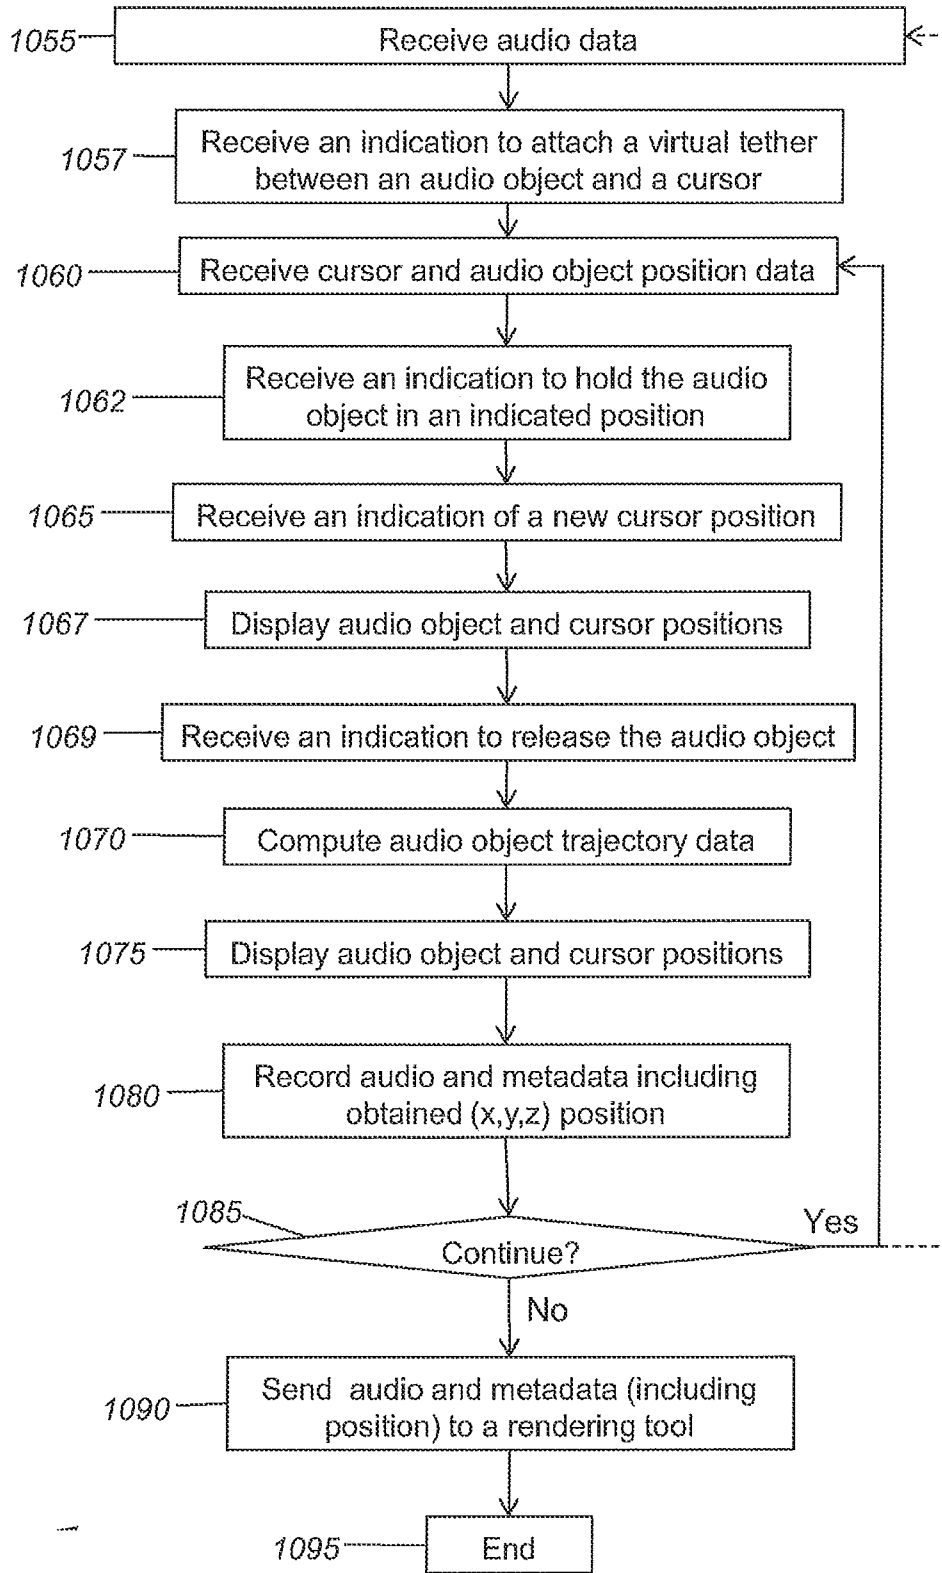 1055
Receive audio data
1057
Receive an indication to attach a virtual tether
between an audio object and a cursor
1060
Receive cursor and audio object position data
1062
Receive an indication to hold the audio
object in an indicated position
1065
Receive an indication of a new cursor position
1067
Display audio object and cursor positions
1069
Receive an indication to release the audio object
1070
Compute audio object trajectory data
1075
Display audio object and cursor positions
1080
Record audio and metadata including
obtained (x,y,z) position
1085
Continue?
Yes
No
1090
Send audio and metadata (including
position) to a rendering tool
1095
End